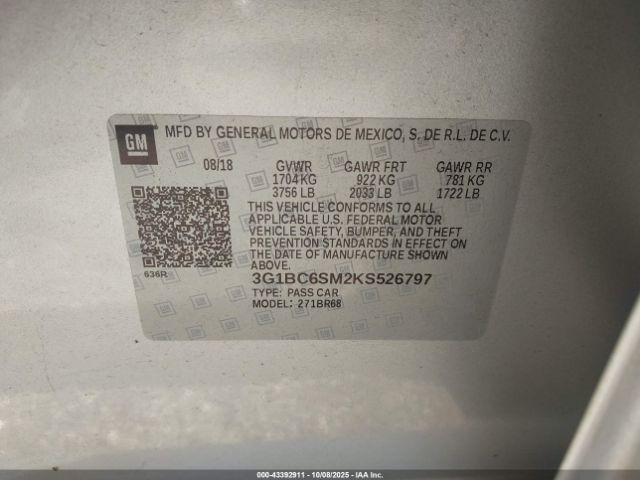 GM
MFD BY GENERAL MOTORS DE MEXICO, S. DE R.L. DE C.V.
08/18 GVWR GAWR FRT GAWR RR
1704 KG 922 KG 781 KG
3756 LB 2033 LB 1722 LB
THIS VEHICLE CONFORMS TO ALL
APPLICABLE U.S. FEDERAL MOTOR
VEHICLE SAFETY, BUMPER, AND THEFT
PREVENTION STANDARDS IN EFFECT ON
THE DATE OF MANUFACTURE SHOWN
ABOVE.
636R
3G1BC6SM2KS526797
TYPE: PASS CAR
MODEL: 271BR68
000-43392911 - 10/08/2025 - IAA Inc.